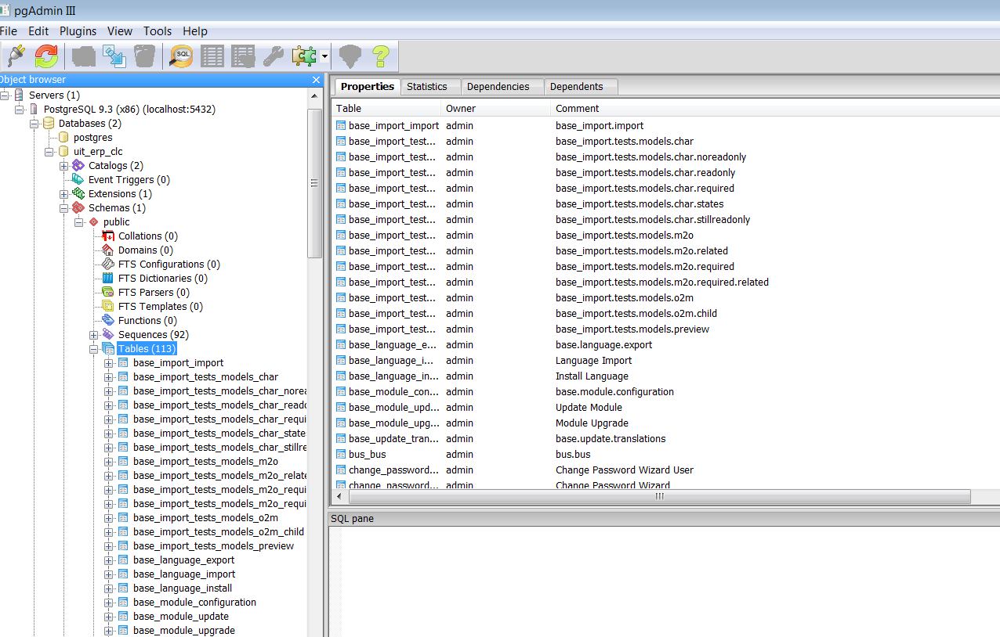 pgAdmin III
File Edit Plugins View Tools Help
SQL
Object browser
Servers (1)
PostgreSQL 9.3 (x86) (localhost:5432)
Databases (2)
postgres
uit_erp_clc
Catalogs (2)
Event Triggers (0)
Extensions (1)
Schemas (1)
public
Collations (0)
Domains (0)
FTS Configurations (0)
FTS Dictionaries (0)
FTS Parsers (0)
FTS Templates (0)
Functions (0)
Sequences (92)
Tables (113)
base_import_import
base_import_tests_models_char
base_import_tests_models_char_norea
base_import_tests_models_char_reado
base_import_tests_models_char_requi
base_import_tests_models_char_state
base_import_tests_models_char_stillre
base_import_tests_models_m2o
base_import_tests_models_m2o_relate
base_import_tests_models_m2o_requi
base_import_tests_models_m2o_requi
base_import_tests_models_o2m
base_import_tests_models_o2m_child
base_import_tests_models_preview
base_language_export
base_language_import
base_language_install
base_module_configuration
base_module_update
base_module_upgrade
Properties Statistics Dependencies Dependents
Table Owner Comment
base_import_import admin base_import.import
base_import_test... admin base_import.tests.models.char
base_import_test... admin base_import.tests.models.char.noreadonly
base_import_test... admin base_import.tests.models.char.readonly
base_import_test... admin base_import.tests.models.char.required
base_import_test... admin base_import.tests.models.char.states
base_import_test... admin base_import.tests.models.char.stillreadonly
base_import_test... admin base_import.tests.models.m2o
base_import_test... admin base_import.tests.models.m2o.related
base_import_test... admin base_import.tests.models.m2o.required
base_import_test... admin base_import.tests.models.m2o.required.related
base_import_test... admin base_import.tests.models.o2m
base_import_test... admin base_import.tests.models.o2m.child
base_import_test... admin base_import.tests.models.preview
base_language_e... admin base.language.export
base_language_i... admin Language Import
base_language_in... admin Install Language
base_module_con... admin base.module.configuration
base_module_upd... admin Update Module
base_module_upg... admin Module Upgrade
base_update_tran... admin base.update.translations
bus_bus admin bus.bus
change_password... admin Change Password Wizard User
change_password... admin Change Password Wizard
SQL pane